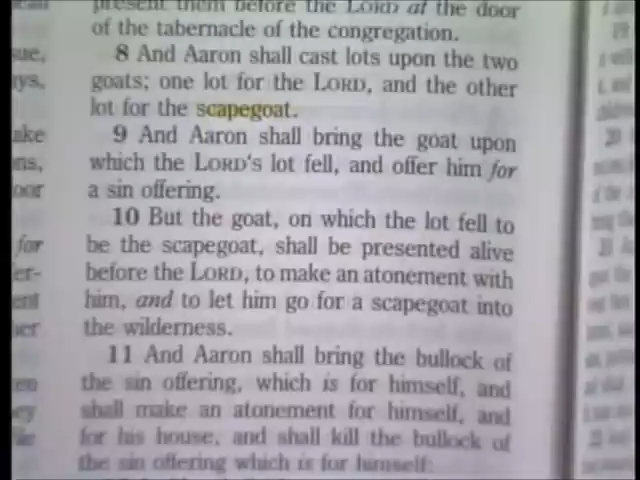 present them before the LORD at the door
of the tabernacle of the congregation.
8 And Aaron shall cast lots upon the two
goats; one lot for the LORD, and the other
lot for the scapegoat.
9 And Aaron shall bring the goat upon
which the LORD'S lot fell, and offer him for
a sin offering.
10 But the goat, on which the lot fell to
be the scapegoat, shall be presented alive
before the LORD, to make an atonement with
him, and to let him go for a scapegoat into
the wilderness.
11 And Aaron shall bring the bullock of
the sin offering, which is for himself, and
shall make an atonement for himself, and
for his house, and shall kill the bullock of
the sin offering which is for himself: